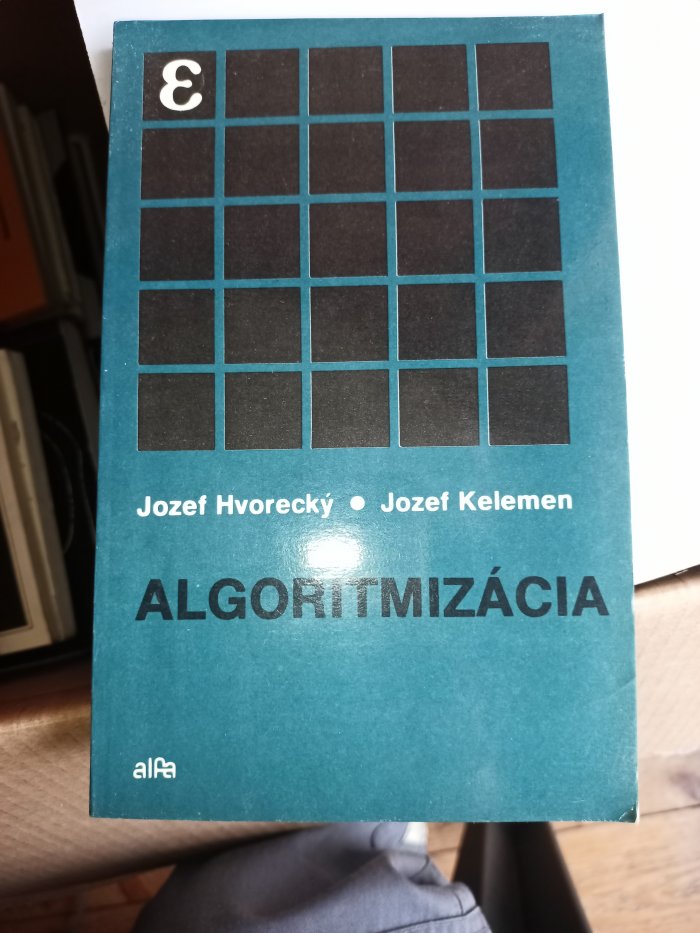 ε
Jozef Hvorecký ● Jozef Kelemen
ALGORITMIZÁCIA
alfa